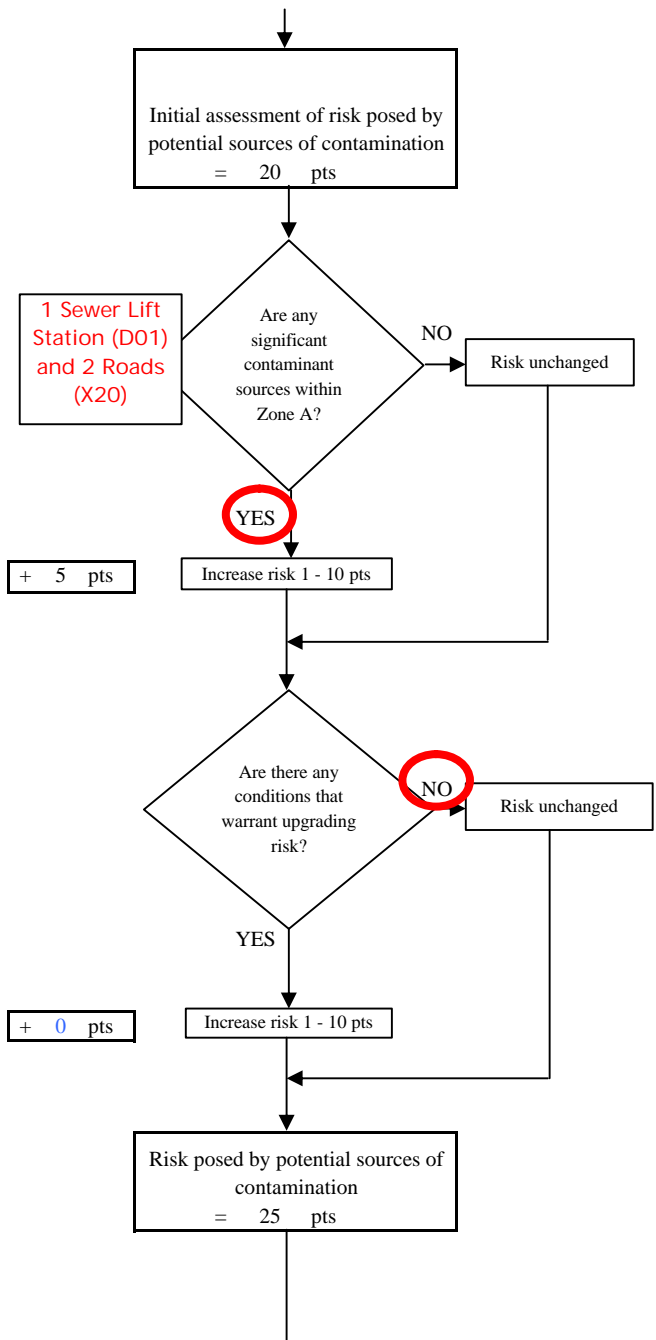 Initial assessment of risk posed by
potential sources of contamination
= 20 pts
1 Sewer Lift
Station (D01)
and 2 Roads
(X20)
Are any
significant
contaminant
sources within
Zone A?
NO
Risk unchanged
YES
+ 5 pts
Increase risk 1 - 10 pts
Are there any
conditions that
warrant upgrading
risk?
NO
Risk unchanged
YES
+ 0 pts
Increase risk 1 - 10 pts
Risk posed by potential sources of
contamination
= 25 pts